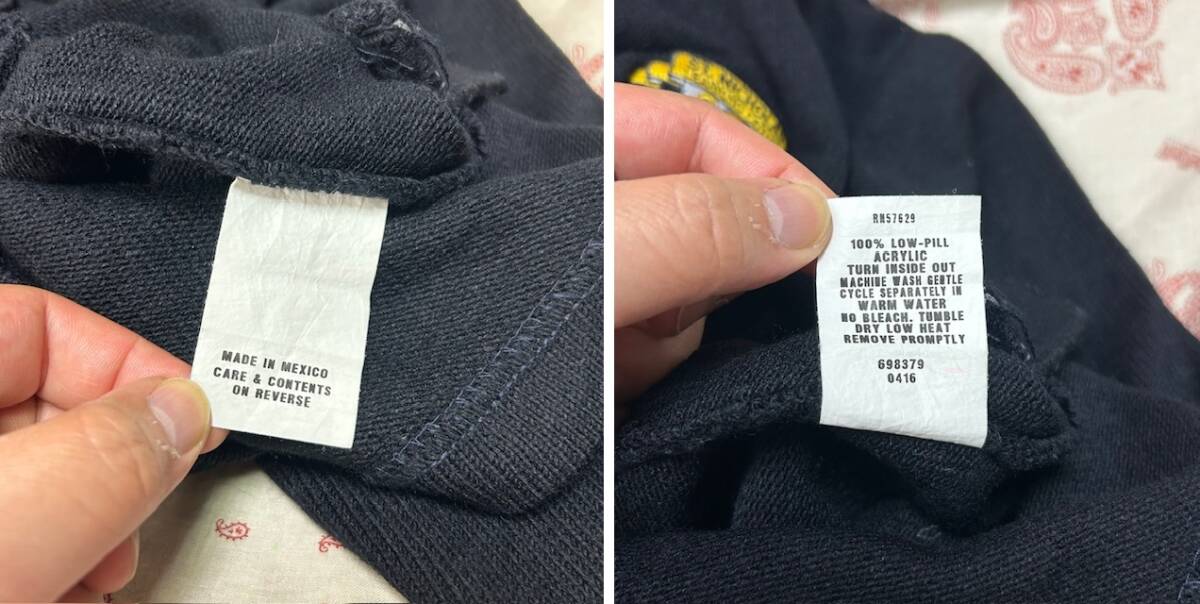 MADE IN MEXICO
CARE & CONTENTS
ON REVERSE
RN57629
100% LOW-PILL
ACRYLIC
TURN INSIDE OUT
MACHINE WASH GENTLE
CYCLE SEPARATELY IN
WARM WATER
NO BLEACH. TUMBLE
DRY LOW HEAT
REMOVE PROMPTLY
698379
0416